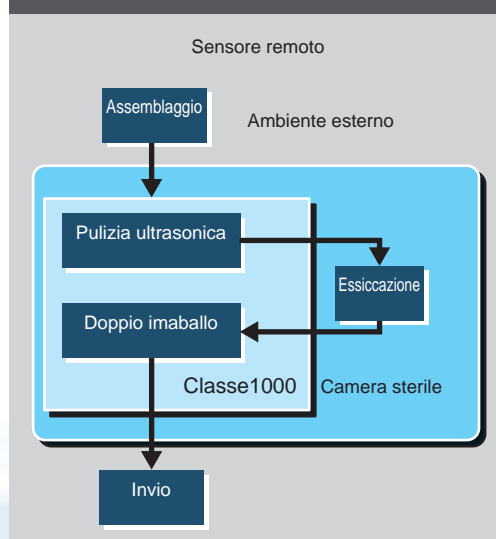 Sensore remoto
Assemblaggio
Ambiente esterno
Pulizia ultrasonica
Essiccazione
Doppio imaballo
Classe1000
Camera sterile
Invio